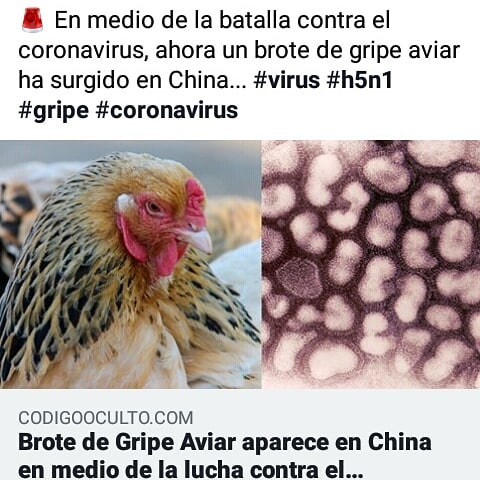 🚨 En medio de la batalla contra el
coronavirus, ahora un brote de gripe aviar
ha surgido en China... #virus #h5n1
#gripe #coronavirus
CODIGOOCULTO.COM
Brote de Gripe Aviar aparece en China
en medio de la lucha contra el...